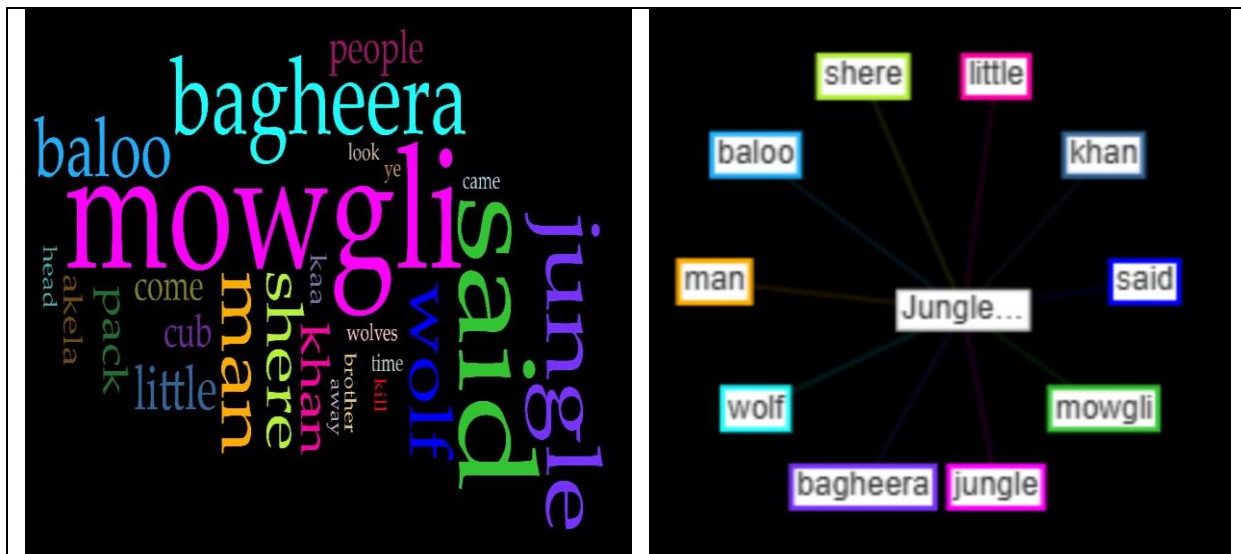 people
bagheera
baloo
look
ye
came
mowgli
said
jungle
head
akela
pack
come
cub
little
man
shere
kaa
khan
wolves
brother
away
time
kill
wolf
shere
little
baloo
khan
man
said
Jungle...
wolf
mowgli
bagheera
jungle